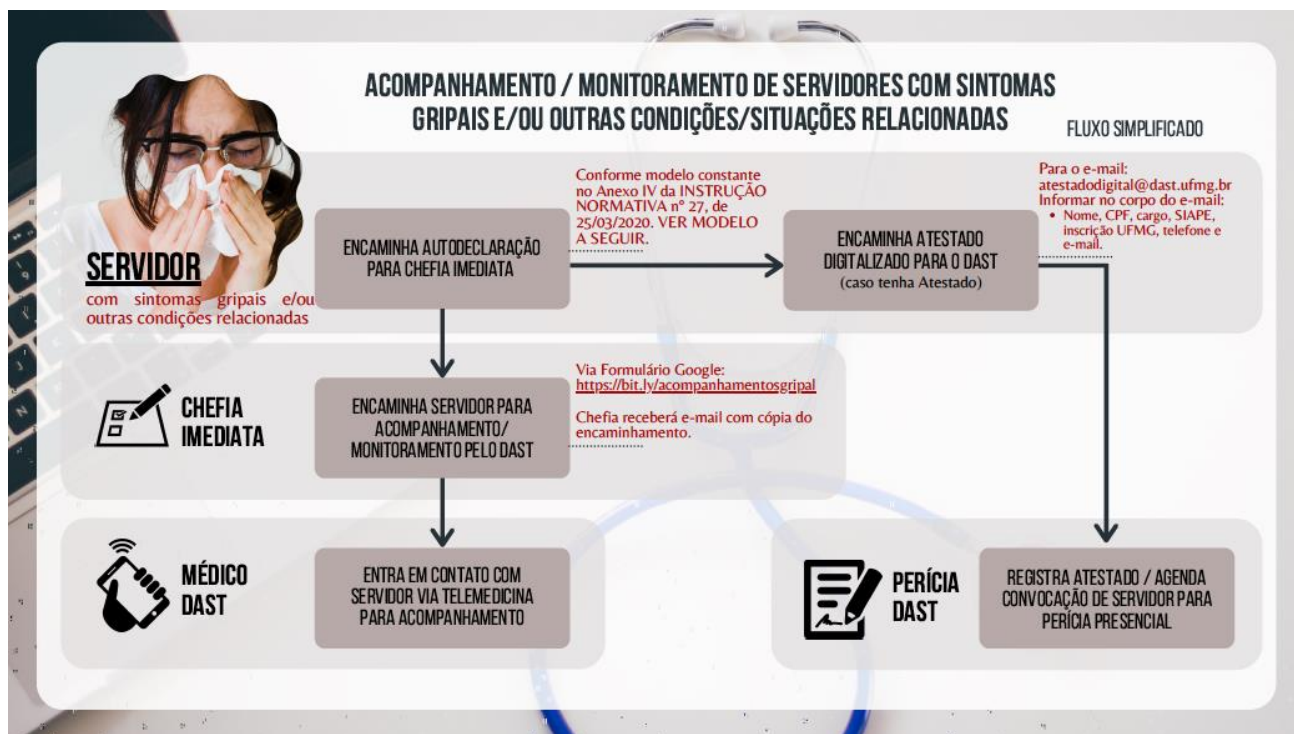 ACOMPANHAMENTO / MONITORAMENTO DE SERVIDORES COM SINTOMAS
GRIPAIS E/OU OUTRAS CONDIÇÕES/SITUAÇÕES RELACIONADAS
FLUXO SIMPLIFICADO
SERVIDOR
com sintomas gripais e/ou
outras condições relacionadas
ENCAMINHA AUTODECLARAÇÃO
PARA CHEFIA IMEDIATA
Conforme modelo constante
no Anexo IV da INSTRUÇÃO
NORMATIVA nº 27, de
25/03/2020. VER MODELO
A SEGUIR.
ENCAMINHA ATESTADO
DIGITALIZADO PARA O DAST
(caso tenha Atestado)
Para o e-mail:
atestadodigital@dast.ufmg.br
Informar no corpo do e-mail:
• Nome, CPF, cargo, SIAPE,
inscrição UFMG, telefone e
e-mail.
CHEFIA
IMEDIATA
ENCAMINHA SERVIDOR PARA
ACOMPANHAMENTO/
MONITORAMENTO PELO DAST
Via Formulário Google:
https://bit.ly/acompanhamentosgripal
Chefia receberá e-mail com cópia do
encaminhamento.
MÉDICO
DAST
ENTRA EM CONTATO COM
SERVIDOR VIA TELEMEDICINA
PARA ACOMPANHAMENTO
PERÍCIA
DAST
REGISTRA ATESTADO / AGENDA
CONVOCAÇÃO DE SERVIDOR PARA
PERÍCIA PRESENCIAL